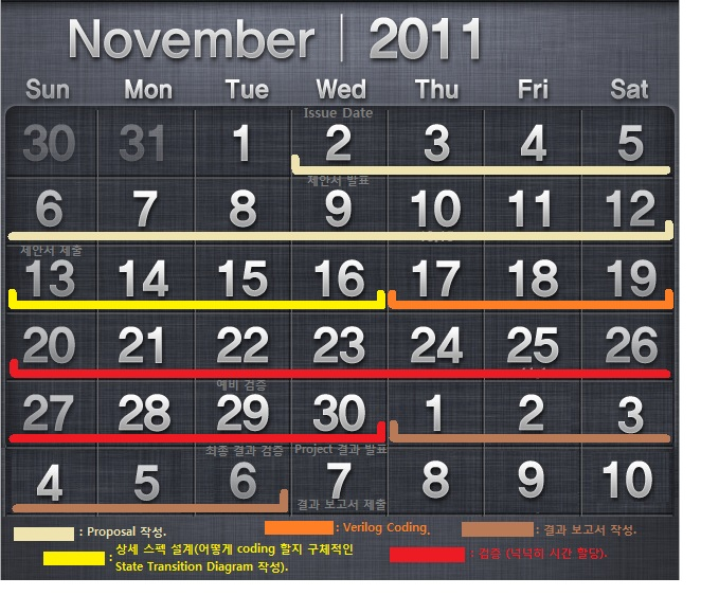 November | 2011
Sun Mon Tue Wed Thu Fri Sat
Issue Date
30 31 1 2 3 4 5
제안서 발표
6 7 8 9 10 11 12
제안서 제출
13 14 15 16 17 18 19
20 21 22 23 24 25 26
예비 검증
27 28 29 30 1 2 3
최종 결과 검증 Project 결과 발표
4 5 6 7 8 9 10
결과 보고서 제출
: Proposal 작성. : Verilog Coding. : 결과 보고서 작성.
: 상세 스펙 설계(어떻게 coding 할지 구체적인
State Transition Diagram 작성). : 검증 (넉넉히 시간 할당).